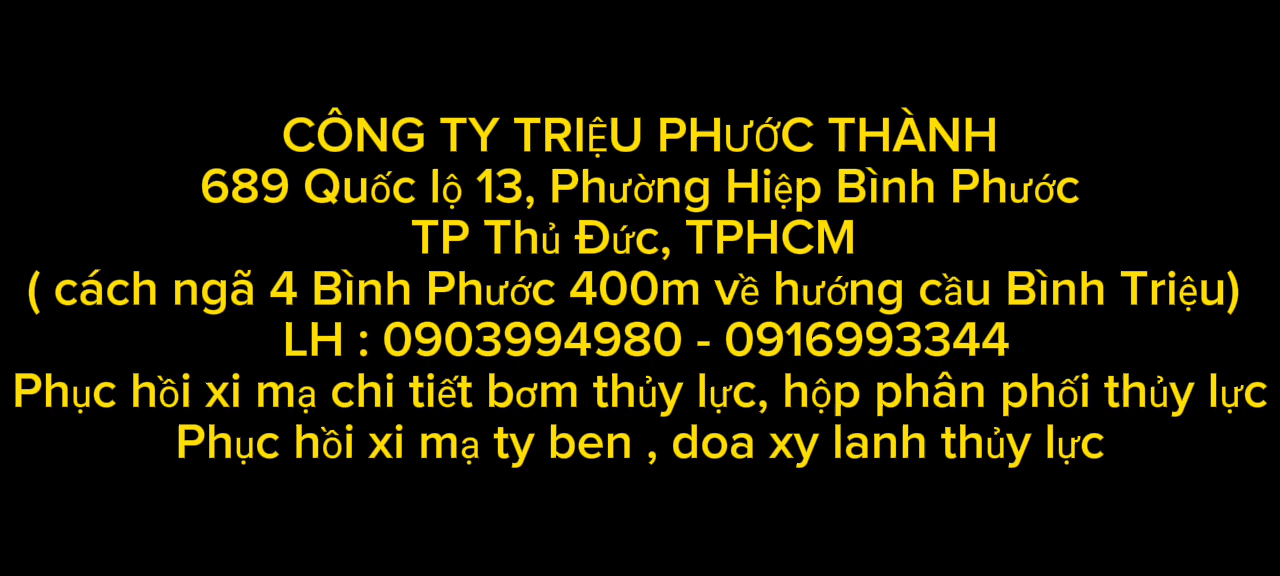 CÔNG TY TRIỆU PHƯỚC THÀNH
689 Quốc lộ 13, Phường Hiệp Bình Phước
TP Thủ Đức, TPHCM
( cách ngã 4 Bình Phước 400m về hướng cầu Bình Triệu)
LH : 0903994980 - 0916993344
Phục hồi xi mạ chi tiết bơm thủy lực, hộp phân phối thủy lực
Phục hồi xi mạ ty ben , doa xy lanh thủy lực